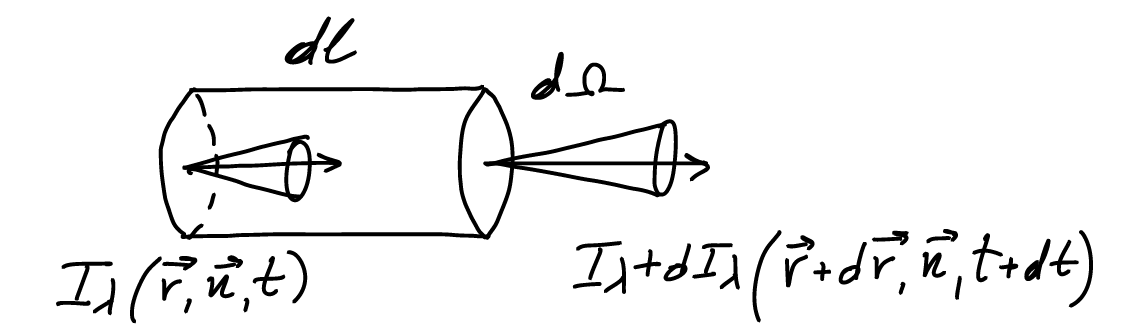 dl
dΩ
I_λ(r⃗, n⃗, t)
I_λ+dI_λ(r⃗+dr⃗, n⃗, t+dt)